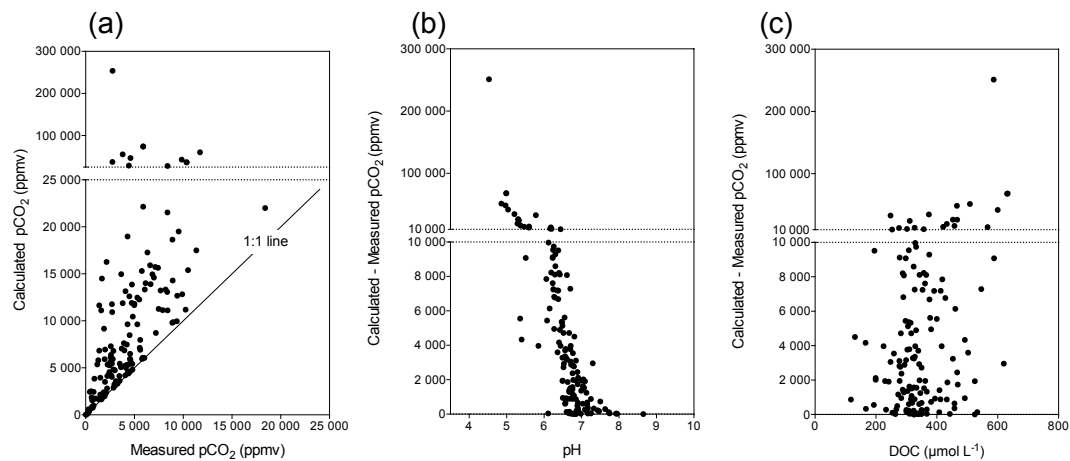 (a)
300 000
200 000
100 000
25 000
20 000
15 000
10 000
5 000
0
Calculated pCO₂ (ppmv)
1:1 line
0 5 000 10 000 15 000 20 000 25 000
Measured pCO₂ (ppmv)
(b)
300 000
200 000
100 000
10 000
10 000
8 000
6 000
4 000
2 000
0
Calculated - Measured pCO₂ (ppmv)
4 5 6 7 8 9 10
pH
(c)
300 000
200 000
100 000
10 000
10 000
8 000
6 000
4 000
2 000
0
Calculated - Measured pCO₂ (ppmv)
0 200 400 600 800
DOC (µmol L⁻¹)